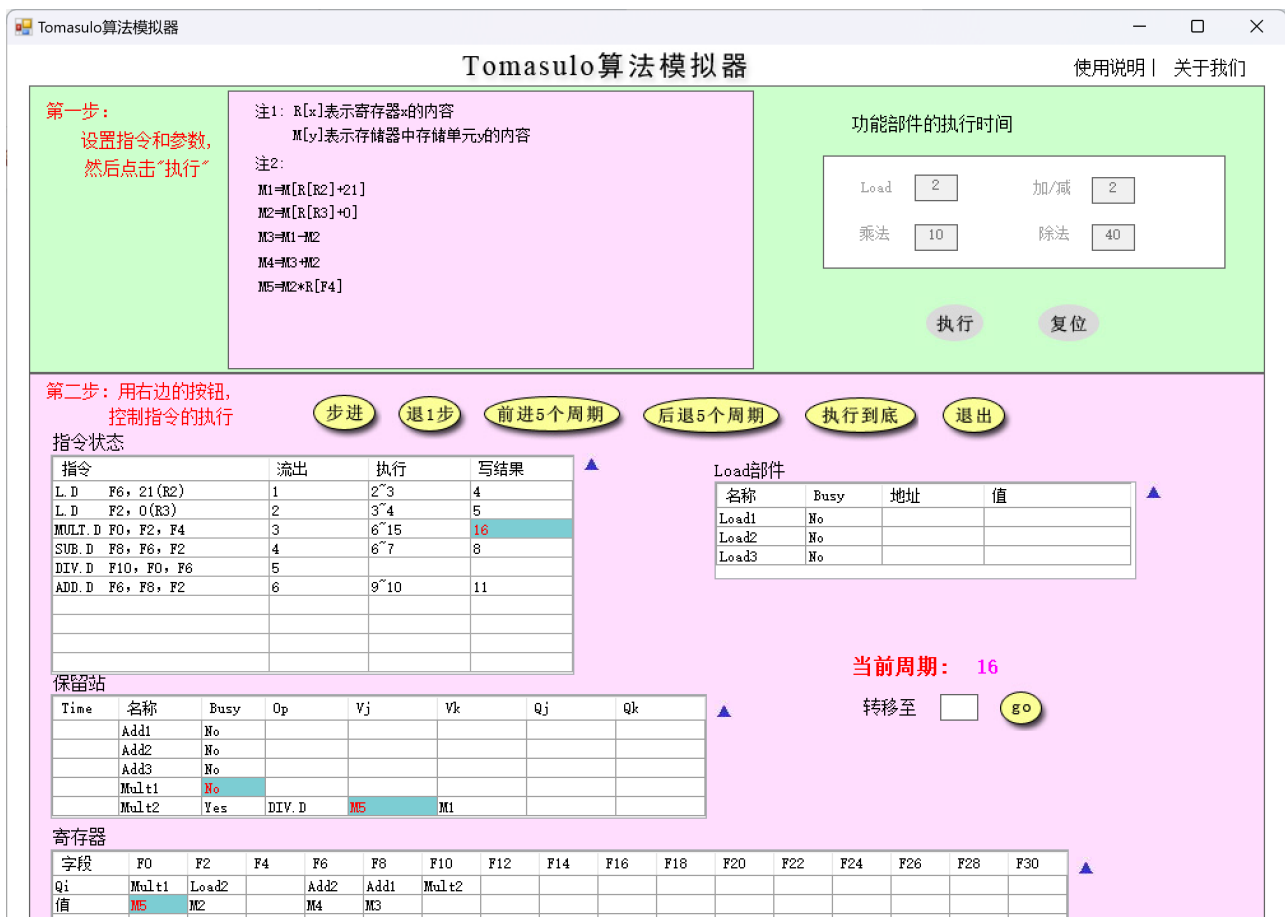 Tomasulo算法模拟器
Tomasulo算法模拟器
使用说明 | 关于我们
第一步：
设置指令和参数，
然后点击"执行"
注1: R[x]表示寄存器x的内容
M[y]表示存储器中存储单元y的内容
注2:
M1=M[R[R2]+21]
M2=M[R[R3]+0]
M3=M1-M2
M4=M3+M2
M5=M2*R[F4]
功能部件的执行时间
Load 2 加/减 2
乘法 10 除法 40
执行 复位
第二步：用右边的按钮，
控制指令的执行
步进 退1步 前进5个周期 后退5个周期 执行到底 退出
指令状态
指令 流出 执行 写结果
L.D F6, 21(R2) 1 2~3 4
L.D F2, 0(R3) 2 3~4 5
MULT.D F0, F2, F4 3 6~15 16
SUB.D F8, F6, F2 4 6~7 8
DIV.D F10, F0, F6 5
ADD.D F6, F8, F2 6 9~10 11
Load部件
名称 Busy 地址 值
Load1 No
Load2 No
Load3 No
当前周期: 16
转移至 go
保留站
Time 名称 Busy Op Vj Vk Qj Qk
Add1 No
Add2 No
Add3 No
Mult1 No
Mult2 Yes DIV.D M5 M1
寄存器
字段 F0 F2 F4 F6 F8 F10 F12 F14 F16 F18 F20 F22 F24 F26 F28 F30
Qi Mult1 Load2 Add2 Add1 Mult2
值 M5 M2 M4 M3